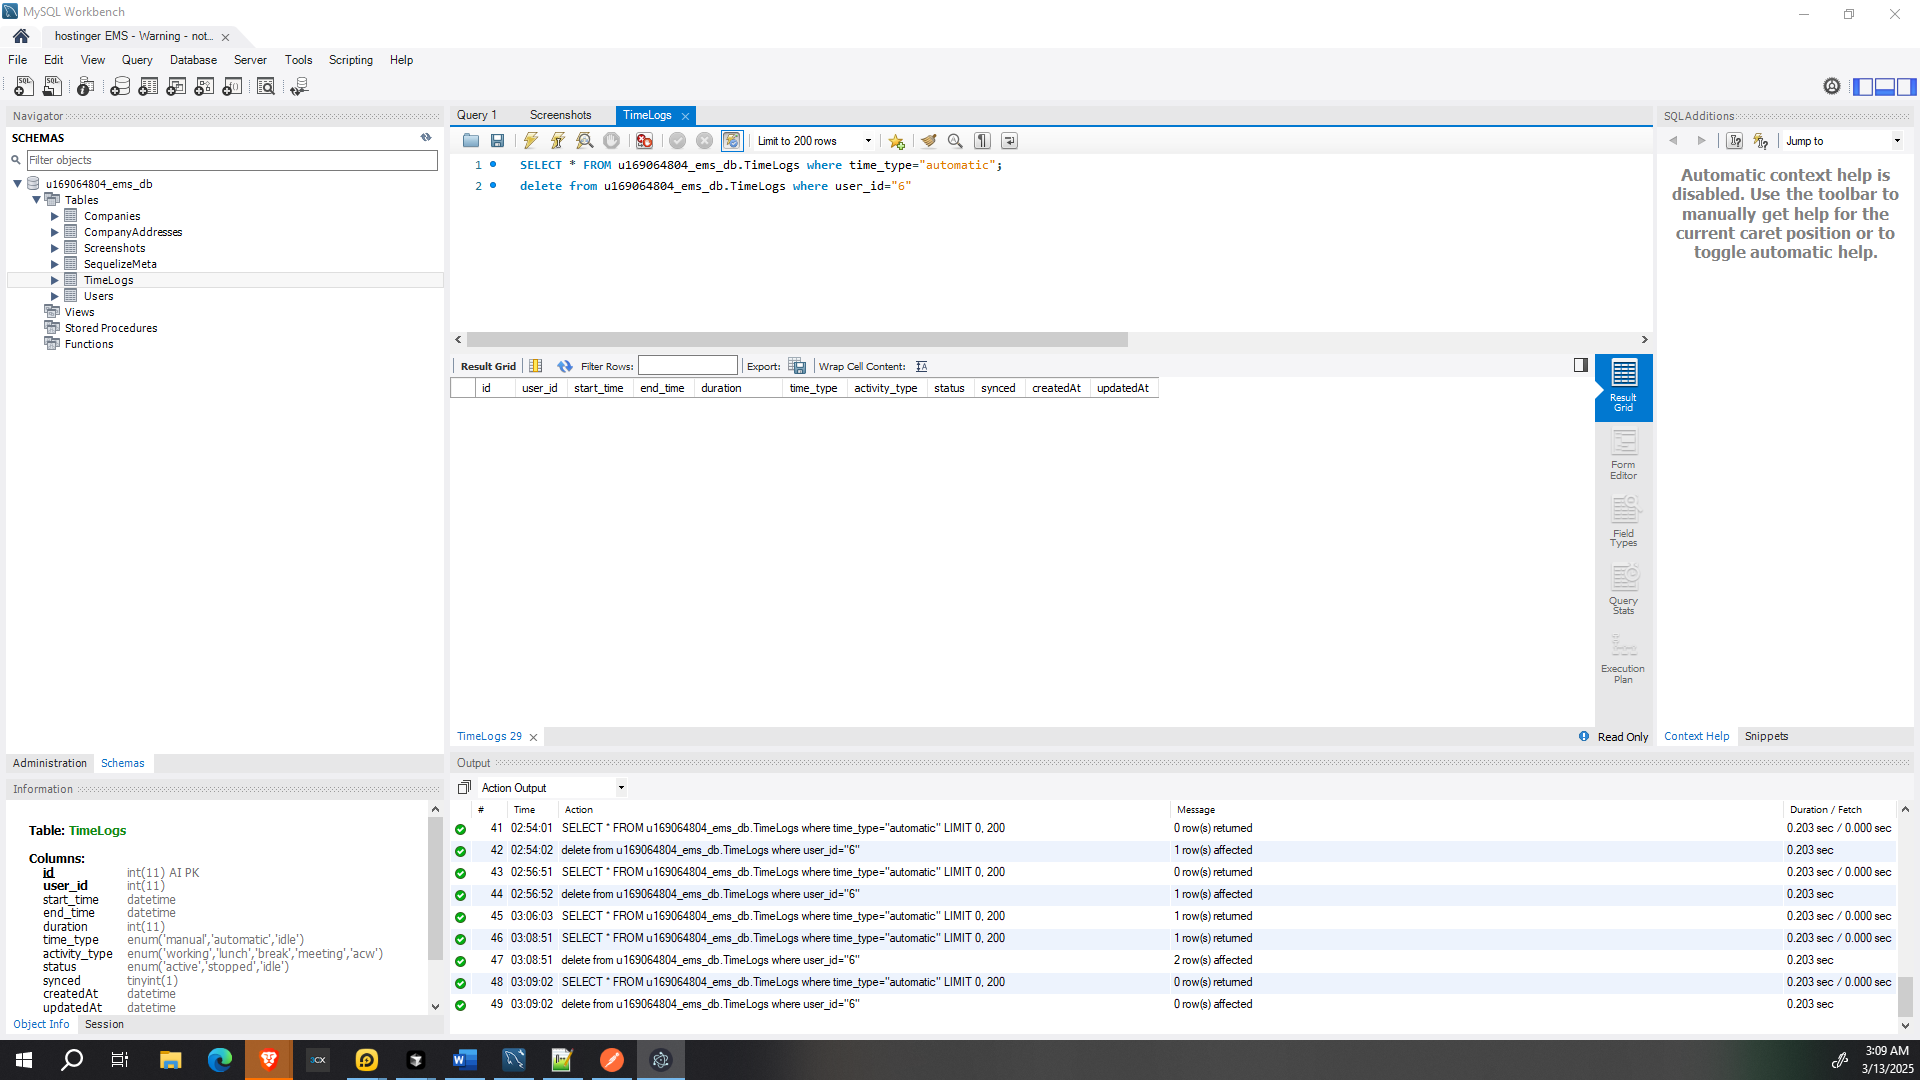 MySQL Workbench
hostinger EMS - Warning - not...
File Edit View Query Database Server Tools Scripting Help
Navigator
SCHEMAS
Filter objects
u169064804_ems_db
Tables
Companies
CompanyAddresses
Screenshots
SequelizeMeta
TimeLogs
Users
Views
Stored Procedures
Functions
Administration Schemas
Information
Table: TimeLogs
Columns:
id int(11) AI PK
user_id int(11)
start_time datetime
end_time datetime
duration int(11)
time_type enum('manual','automatic','idle')
activity_type enum('working','lunch','break','meeting','acw')
status enum('active','stopped','idle')
synced tinyint(1)
createdAt datetime
updatedAt datetime
Object Info Session
Query 1 Screenshots TimeLogs
Limit to 200 rows
1 SELECT * FROM u169064804_ems_db.TimeLogs where time_type="automatic";
2 delete from u169064804_ems_db.TimeLogs where user_id="6"
Result Grid Filter Rows: Export: Wrap Cell Content:
id user_id start_time end_time duration time_type activity_type status synced createdAt updatedAt
Result Grid
Form Editor
Field Types
Query Stats
Execution Plan
TimeLogs 29 Read Only
SQLAdditions
Jump to
Automatic context help is
disabled. Use the toolbar to
manually get help for the
current caret position or to
toggle automatic help.
Context Help Snippets
Output
Action Output
# Time Action Message Duration / Fetch
41 02:54:01 SELECT * FROM u169064804_ems_db.TimeLogs where time_type="automatic" LIMIT 0, 200 0 row(s) returned 0.203 sec / 0.000 sec
42 02:54:02 delete from u169064804_ems_db.TimeLogs where user_id="6" 1 row(s) affected 0.203 sec
43 02:56:51 SELECT * FROM u169064804_ems_db.TimeLogs where time_type="automatic" LIMIT 0, 200 0 row(s) returned 0.203 sec / 0.000 sec
44 02:56:52 delete from u169064804_ems_db.TimeLogs where user_id="6" 1 row(s) affected 0.203 sec
45 03:06:03 SELECT * FROM u169064804_ems_db.TimeLogs where time_type="automatic" LIMIT 0, 200 1 row(s) returned 0.203 sec / 0.000 sec
46 03:08:51 SELECT * FROM u169064804_ems_db.TimeLogs where time_type="automatic" LIMIT 0, 200 1 row(s) returned 0.203 sec / 0.000 sec
47 03:08:51 delete from u169064804_ems_db.TimeLogs where user_id="6" 2 row(s) affected 0.203 sec
48 03:09:02 SELECT * FROM u169064804_ems_db.TimeLogs where time_type="automatic" LIMIT 0, 200 0 row(s) returned 0.203 sec / 0.000 sec
49 03:09:02 delete from u169064804_ems_db.TimeLogs where user_id="6" 0 row(s) affected 0.203 sec
3:09 AM
3/13/2025